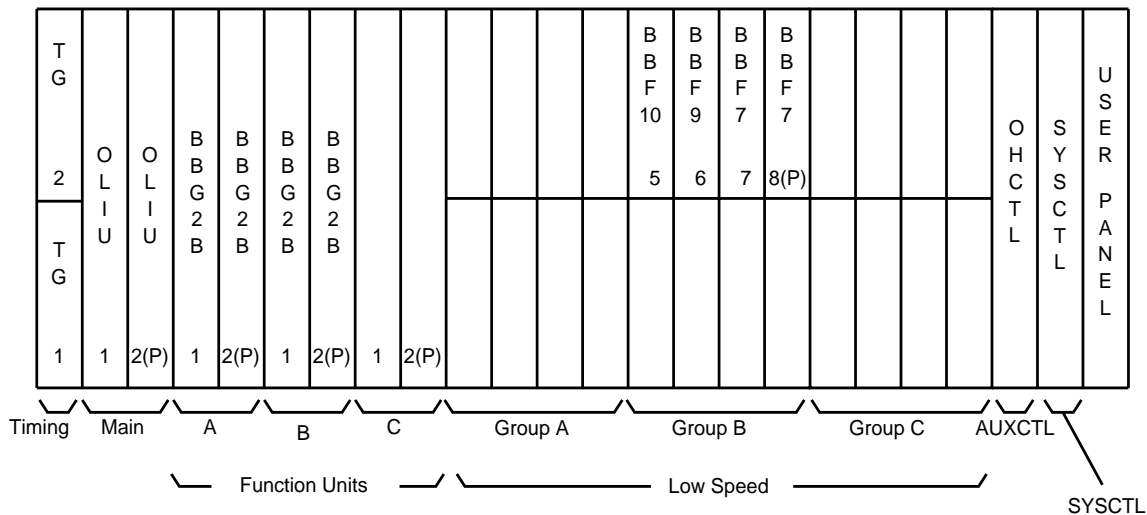 TG 2
TG 1
OLIU 1
OLIU 2(P)
BBG2B 1
BBG2B 2(P)
BBG2B 1
BBG2B 2(P)
1
2(P)
BBF10 5
BBF9 6
BBF7 7
BBF7 8(P)
OHCTL
SYSCTL
USER PANEL
Timing Main A B C Group A Group B Group C AUXCTL
Function Units Low Speed
SYSCTL